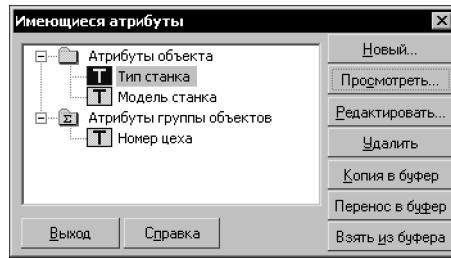 Имеющиеся атрибуты
Атрибуты объекта
Тип станка
Модель станка
Атрибуты группы объектов
Номер цеха
Новый...
Просмотреть...
Редактировать...
Удалить
Копия в буфер
Перенос в буфер
Взять из буфера
Выход
Справка